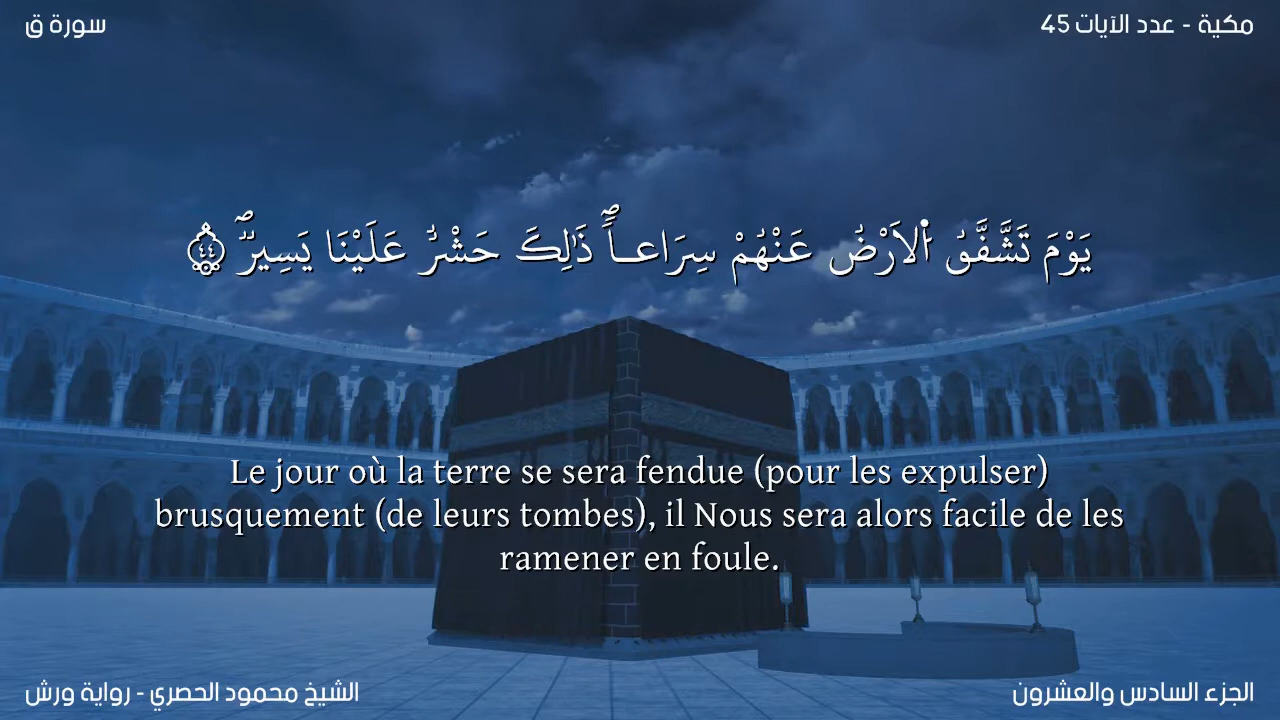 سورة ق
مكية - عدد الآيات 45
يَوْمَ تَشَّقَّقُ اُ۬لَارْضُ عَنْهُمْ سِرَاعاٗۖ ذَٰلِكَ حَشْرٌ عَلَيْنَا يَسِيرٞۖ ٤٤
Le jour où la terre se sera fendue (pour les expulser)
brusquement (de leurs tombes), il Nous sera alors facile de les
ramener en foule.
الشيخ محمود الحصري - رواية ورش
الجزء السادس والعشرون